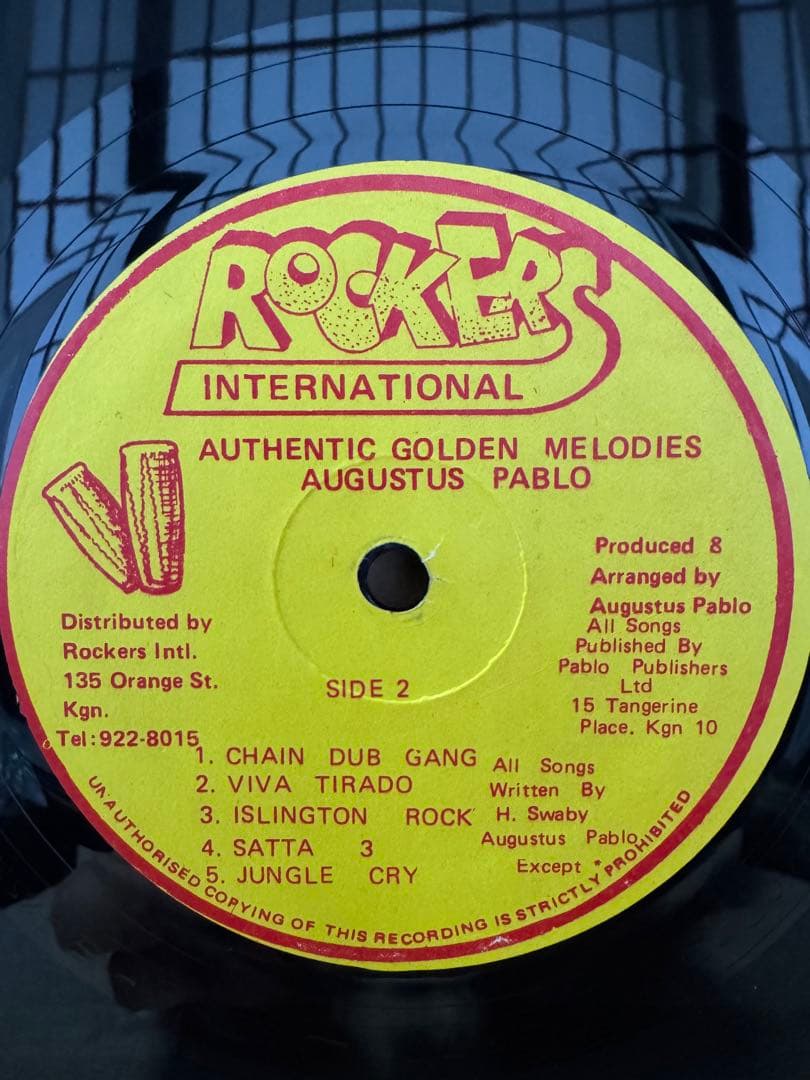 ROCKERS
INTERNATIONAL
AUTHENTIC GOLDEN MELODIES
AUGUSTUS PABLO
Produced &
Arranged by
Augustus Pablo
All Songs
Published By
Pablo Publishers
Ltd
15 Tangerine
Place. Kgn 10
Distributed by
Rockers Intl.
135 Orange St.
Kgn.
Tel:922-8015
SIDE 2
1. CHAIN DUB GANG
2. VIVA TIRADO
3. ISLINGTON ROCK
4. SATTA 3
5. JUNGLE CRY
All Songs
Written By
H. Swaby
Augustus Pablo
Except *
UNAUTHORISED COPYING OF THIS RECORDING IS STRICTLY PROHIBITED